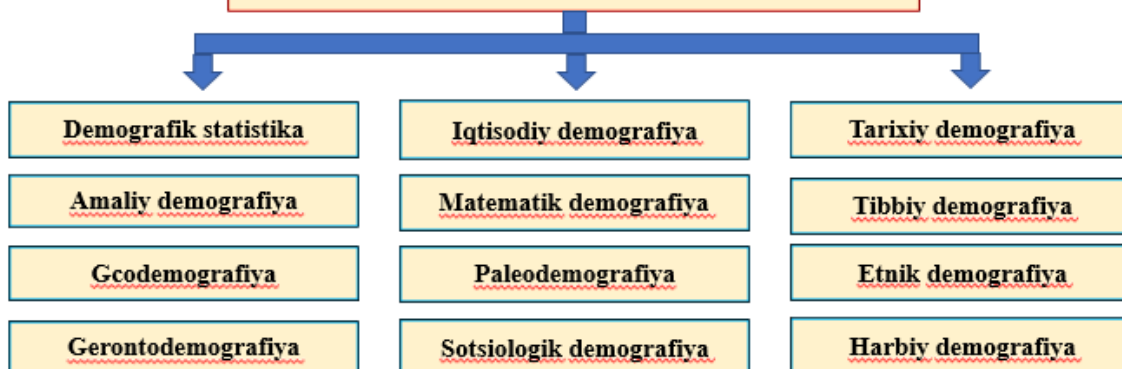 Demografik statistika
Iqtisodiy demografiya
Tarixiy demografiya
Amaliy demografiya
Matematik demografiya
Tibbiy demografiya
Gcodemografiya
Paleodemografiya
Etnik demografiya
Gerontodemografiya
Sotsiologik demografiya
Harbiy demografiya